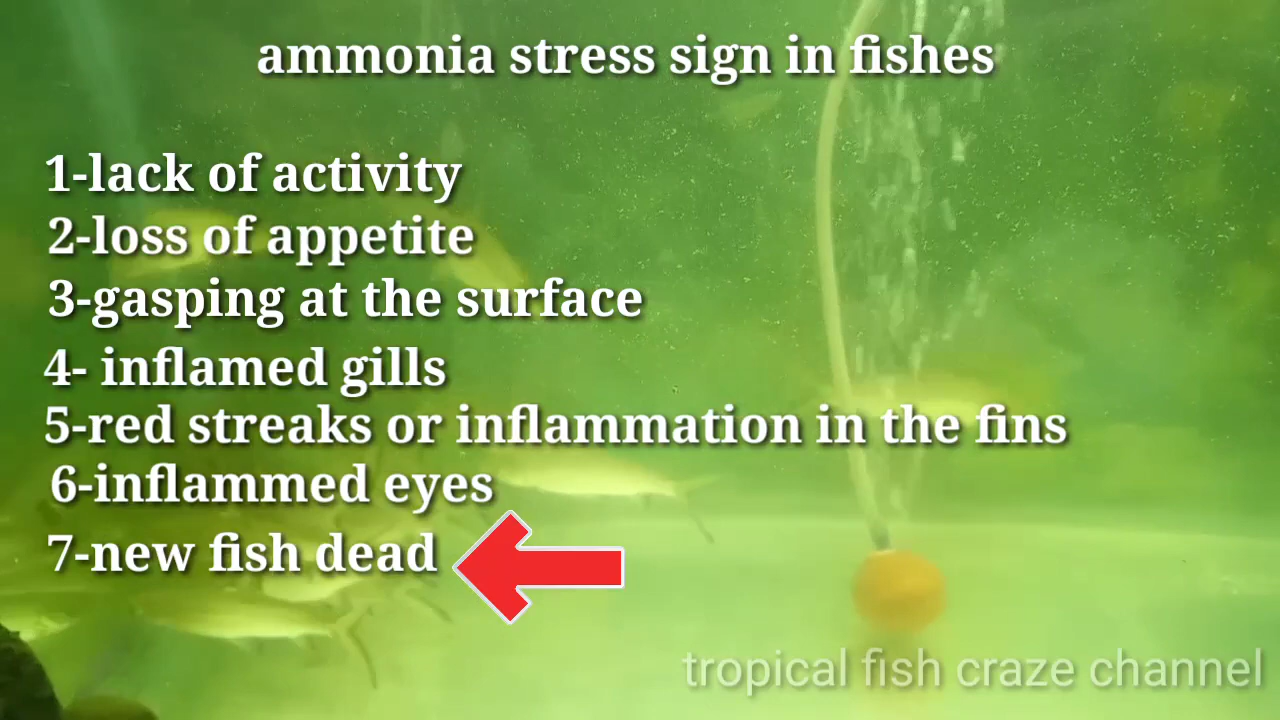 ammonia stress sign in fishes
1-lack of activity
2-loss of appetite
3-gasping at the surface
4- inflamed gills
5-red streaks or inflammation in the fins
6-inflammed eyes
7-new fish dead
tropical fish craze channel